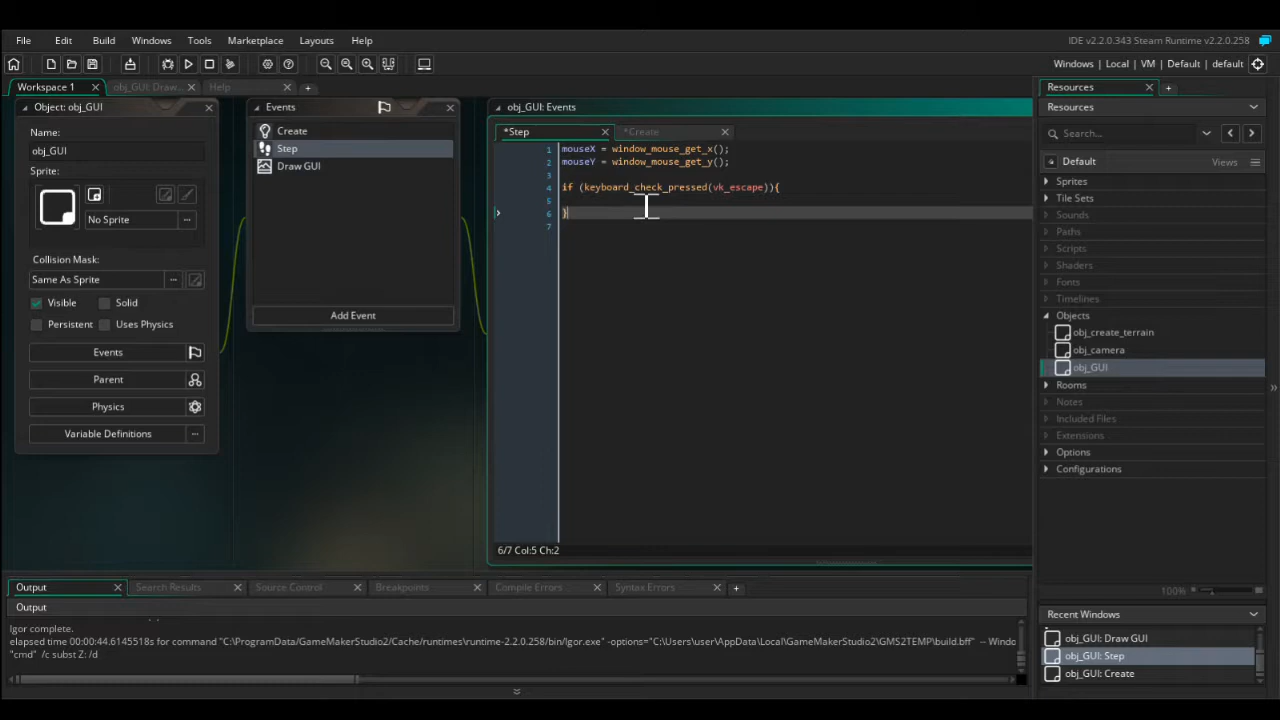 File Edit Build Windows Tools Marketplace Layouts Help
IDE v2.2.0.343 Steam Runtime v2.2.0.258
Windows | Local | VM | Default | default
Workspace 1
obj_GUI: Draw...
Help
Object: obj_GUI
Name:
obj_GUI
Sprite:
No Sprite
Collision Mask:
Same As Sprite
Visible
Solid
Persistent
Uses Physics
Events
Parent
Physics
Variable Definitions
Events
Create
Step
Draw GUI
Add Event
obj_GUI: Events
*Step
*Create
1 mouseX = window_mouse_get_x();
2 mouseY = window_mouse_get_y();
3
4 if (keyboard_check_pressed(vk_escape)){
5
6 }
7
6/7 Col:5 Ch:2
Resources
Resources
Search...
Default
Views
Sprites
Tile Sets
Sounds
Paths
Scripts
Shaders
Fonts
Timelines
Objects
obj_create_terrain
obj_camera
obj_GUI
Rooms
Notes
Included Files
Extensions
Options
Configurations
100%
Recent Windows
obj_GUI: Draw GUI
obj_GUI: Step
obj_GUI: Create
Output
Search Results
Source Control
Breakpoints
Compile Errors
Syntax Errors
Output
Igor complete.
elapsed time 00:00:44.6145518s for command "C:\ProgramData/GameMakerStudio2/Cache/runtimes\runtime-2.2.0.258/bin/Igor.exe" -options="C:\Users\user\AppData\Local\GameMakerStudio2\GMS2TEMP\build.bff" -- Windo
"cmd" /c subst Z: /d